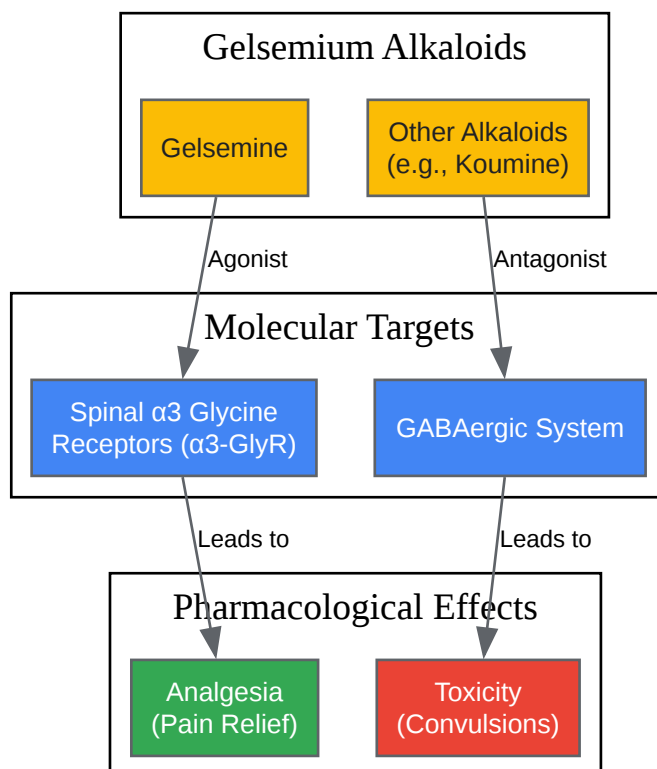 Gelsemium Alkaloids
Gelsemine
Other Alkaloids
(e.g., Koumine)
Agonist
Antagonist
Molecular Targets
Spinal α3 Glycine
Receptors (α3-GlyR)
GABAergic System
Leads to
Leads to
Pharmacological Effects
Analgesia
(Pain Relief)
Toxicity
(Convulsions)